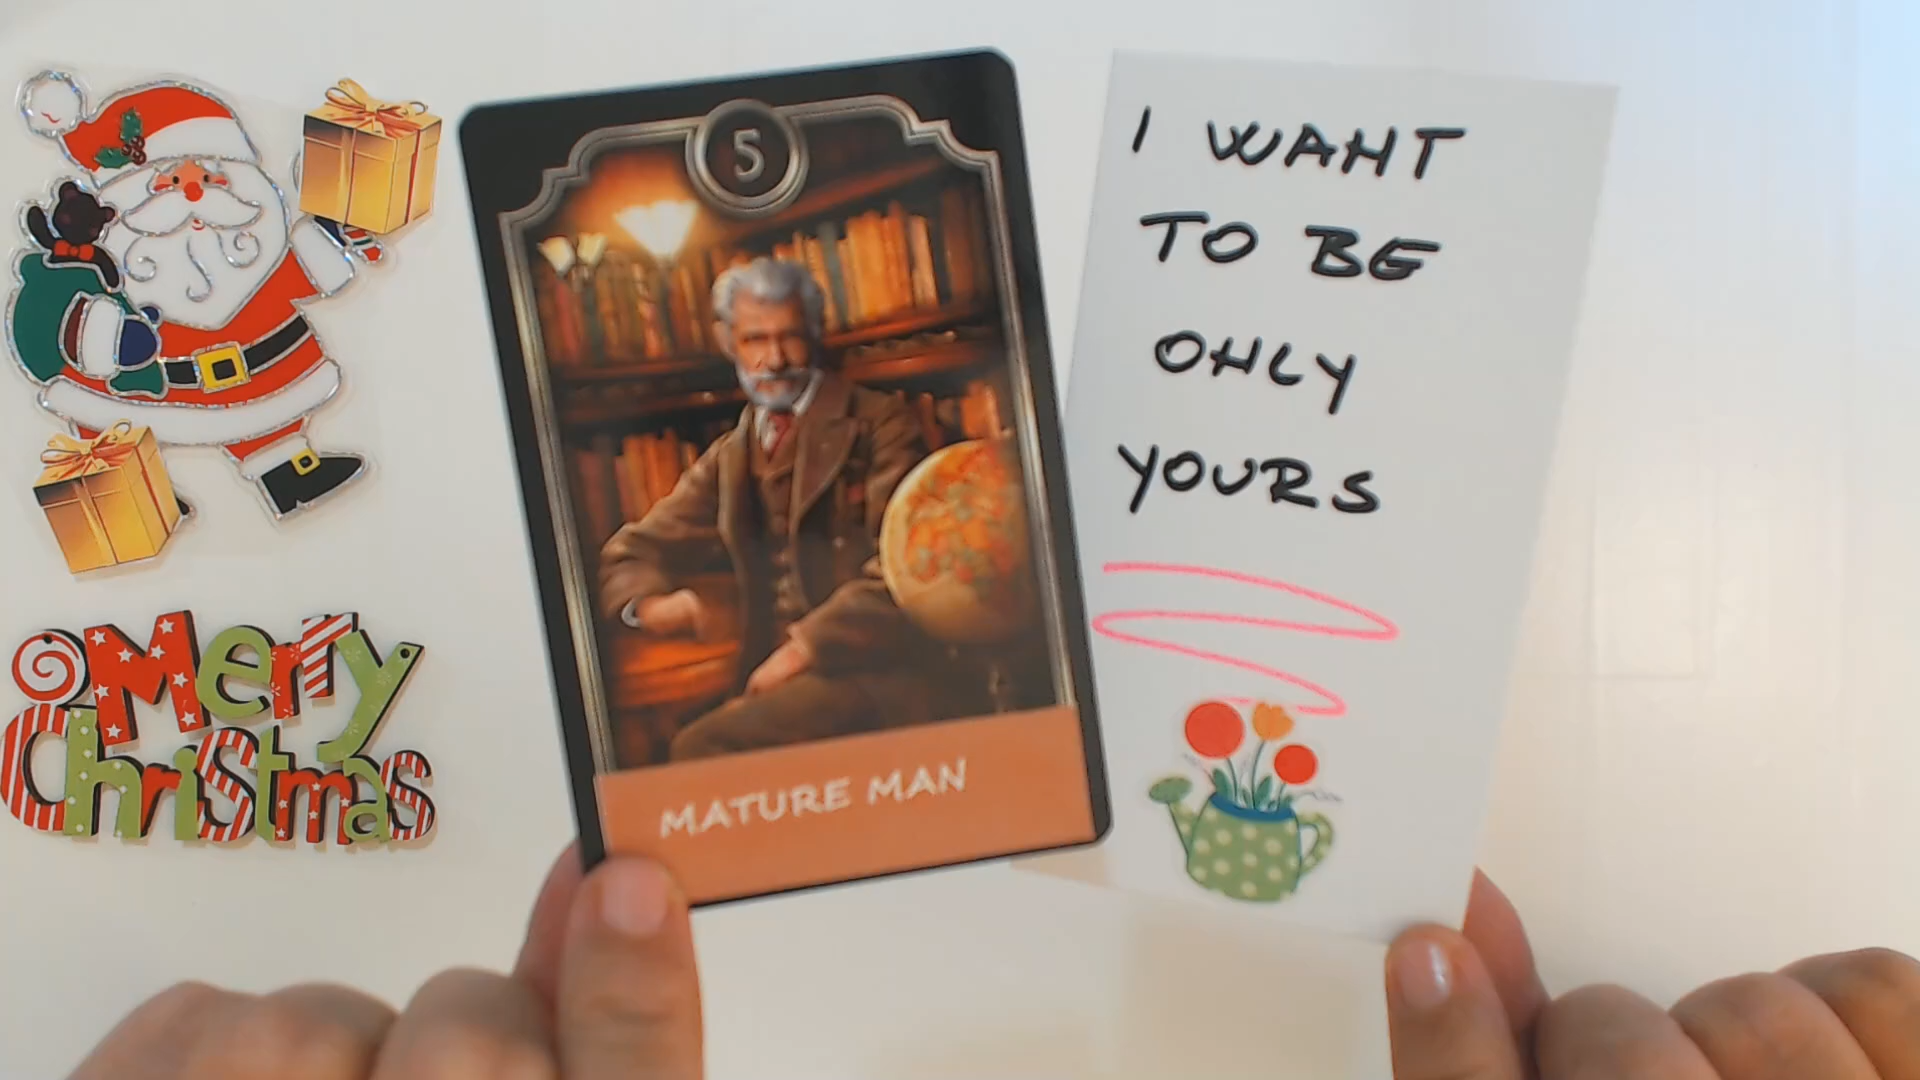 5
MATURE MAN
I WANT
TO BE
ONLY
YOURS
Merry
Christmas